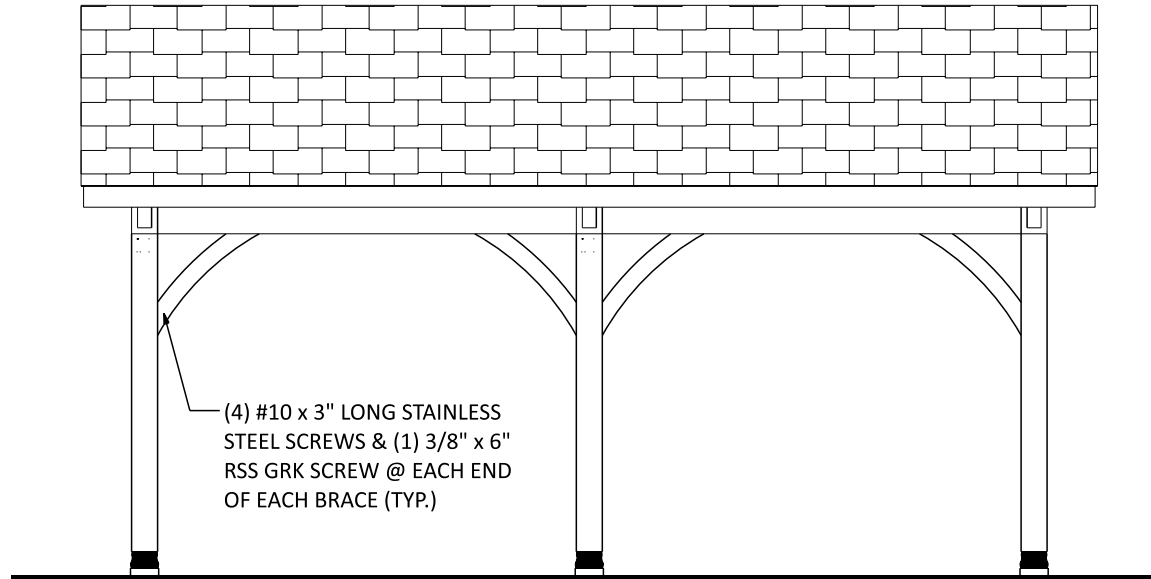 (4) #10 x 3" LONG STAINLESS
STEEL SCREWS & (1) 3/8" x 6"
RSS GRK SCREW @ EACH END
OF EACH BRACE (TYP.)